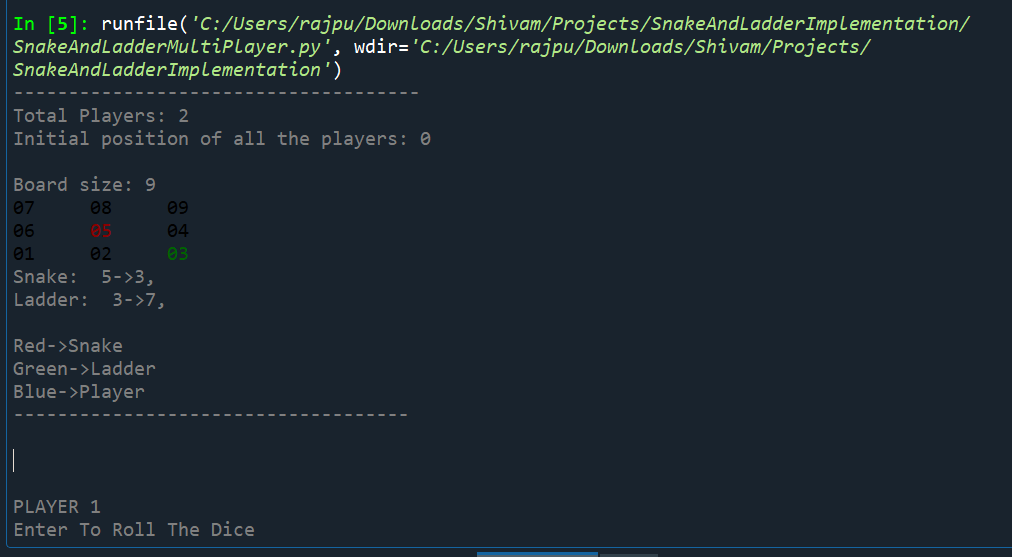 In [5]: runfile('C:/Users/rajpu/Downloads/Shivam/Projects/SnakeAndLadderImplementation/
SnakeAndLadderMultiPlayer.py', wdir='C:/Users/rajpu/Downloads/Shivam/Projects/
SnakeAndLadderImplementation')
-------------------------------------
Total Players: 2
Initial position of all the players: 0
Board size: 9
07 08 09
06 05 04
01 02 03
Snake:  5->3,
Ladder:  3->7,
Red->Snake
Green->Ladder
Blue->Player
------------------------------------
PLAYER 1
Enter To Roll The Dice